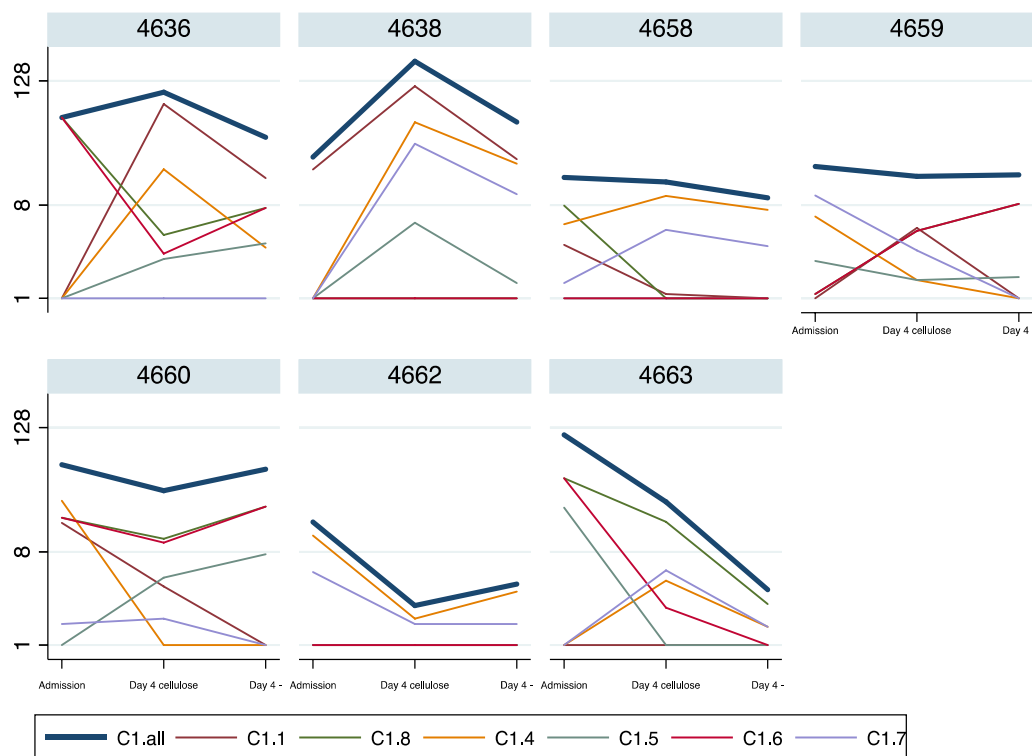 4636 4638 4658 4659
128
8
1
Admission Day 4 cellulose Day 4
4660 4662 4663
128
8
1
Admission Day 4 cellulose Day 4 - Admission Day 4 cellulose Day 4 - Admission Day 4 cellulose Day 4 -
C1.all C1.1 C1.8 C1.4 C1.5 C1.6 C1.7